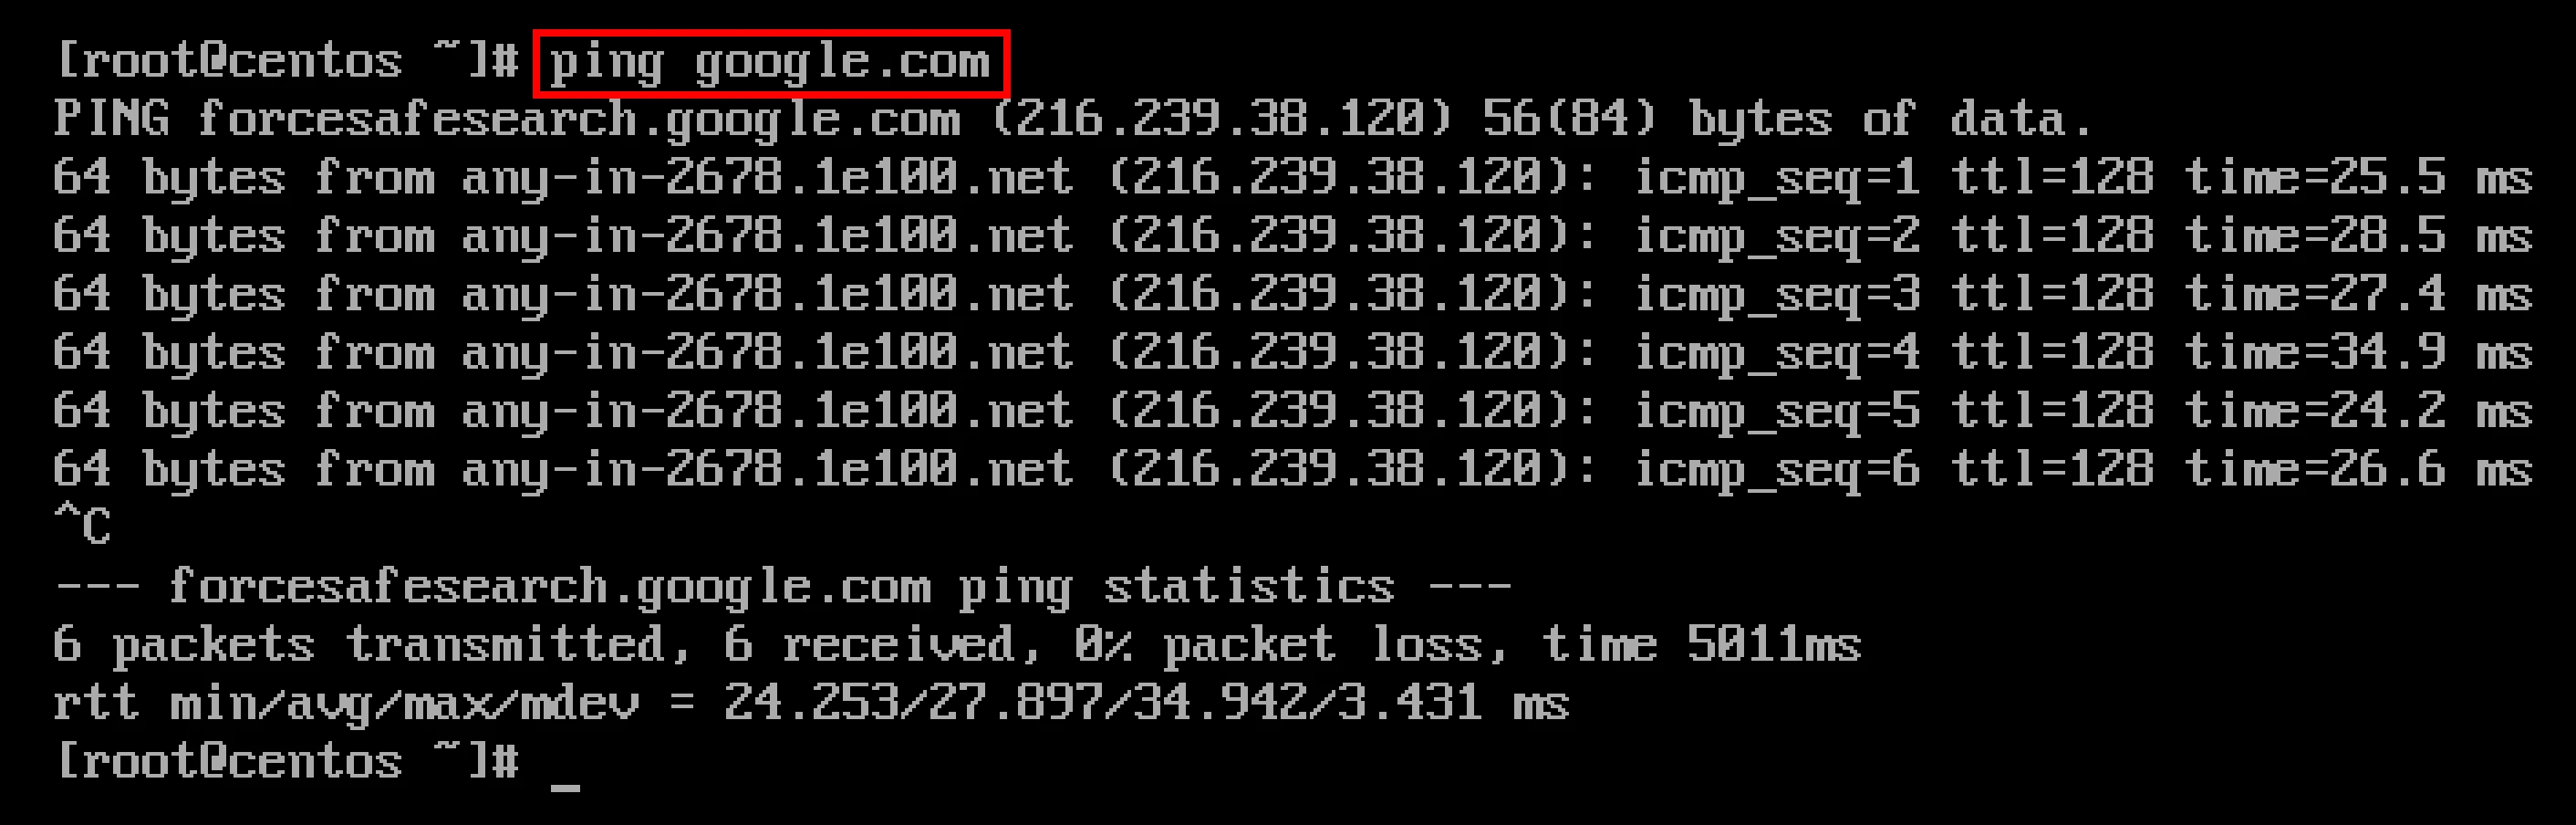 [root@centos ~]# ping google.com
PING forcesafesearch.google.com (216.239.38.120) 56(84) bytes of data.
64 bytes from any-in-2678.1e100.net (216.239.38.120): icmp_seq=1 ttl=128 time=25.5 ms
64 bytes from any-in-2678.1e100.net (216.239.38.120): icmp_seq=2 ttl=128 time=28.5 ms
64 bytes from any-in-2678.1e100.net (216.239.38.120): icmp_seq=3 ttl=128 time=27.4 ms
64 bytes from any-in-2678.1e100.net (216.239.38.120): icmp_seq=4 ttl=128 time=34.9 ms
64 bytes from any-in-2678.1e100.net (216.239.38.120): icmp_seq=5 ttl=128 time=24.2 ms
64 bytes from any-in-2678.1e100.net (216.239.38.120): icmp_seq=6 ttl=128 time=26.6 ms
^C
--- forcesafesearch.google.com ping statistics ---
6 packets transmitted, 6 received, 0% packet loss, time 5011ms
rtt min/avg/max/mdev = 24.253/27.897/34.942/3.431 ms
[root@centos ~]# _